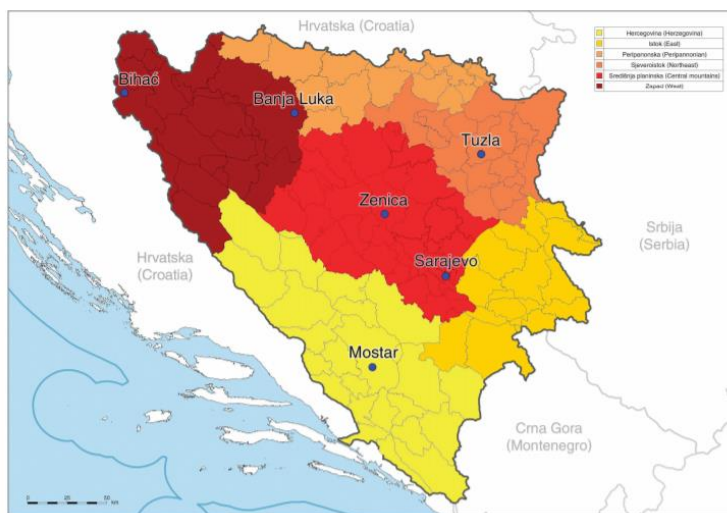 Hrvatska (Croatia)
Hercegovina (Herzegovina)
Istok (East)
Peripanonska (Peripannonian)
Sjeveroistok (Northeast)
Središnja planinska (Central mountains)
Zapad (West)
Bihać
Banja Luka
Tuzla
Zenica
Srbija
(Serbia)
Hrvatska
(Croatia)
Sarajevo
Mostar
Crna Gora
(Montenegro)